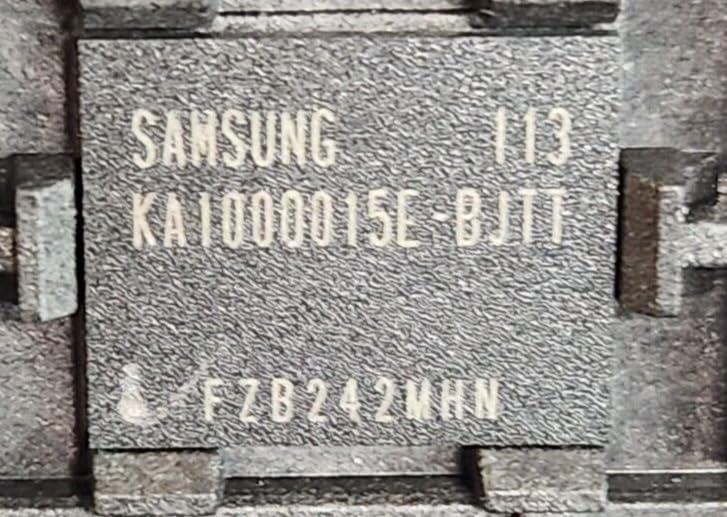 SAMSUNG 113
KA1000015E-BJTT
FZB242MHN